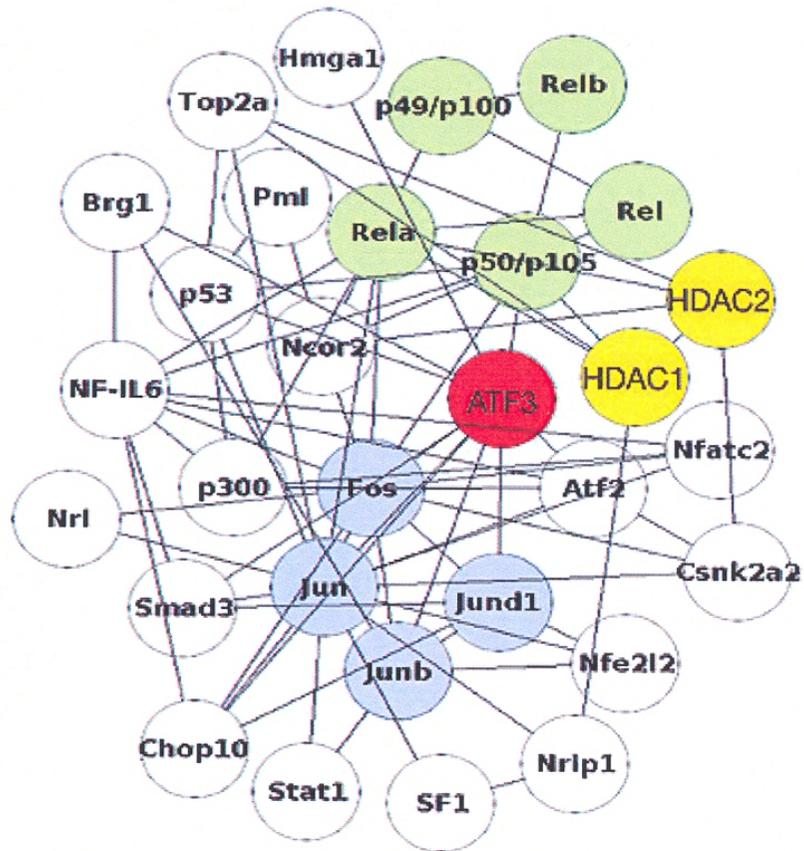 Hmga1
Relb
Top2a
p49/p100
Brg1
Pml
Rel
Rela
p50/p105
p53
HDAC2
Ncor2
NF-IL6
HDAC1
ATF3
Nfatc2
p300
Fos
Atf2
Nrl
Csnk2a2
Jun
Smad3
Jund1
Nfe2l2
Junb
Chop10
Nrip1
Stat1
SF1